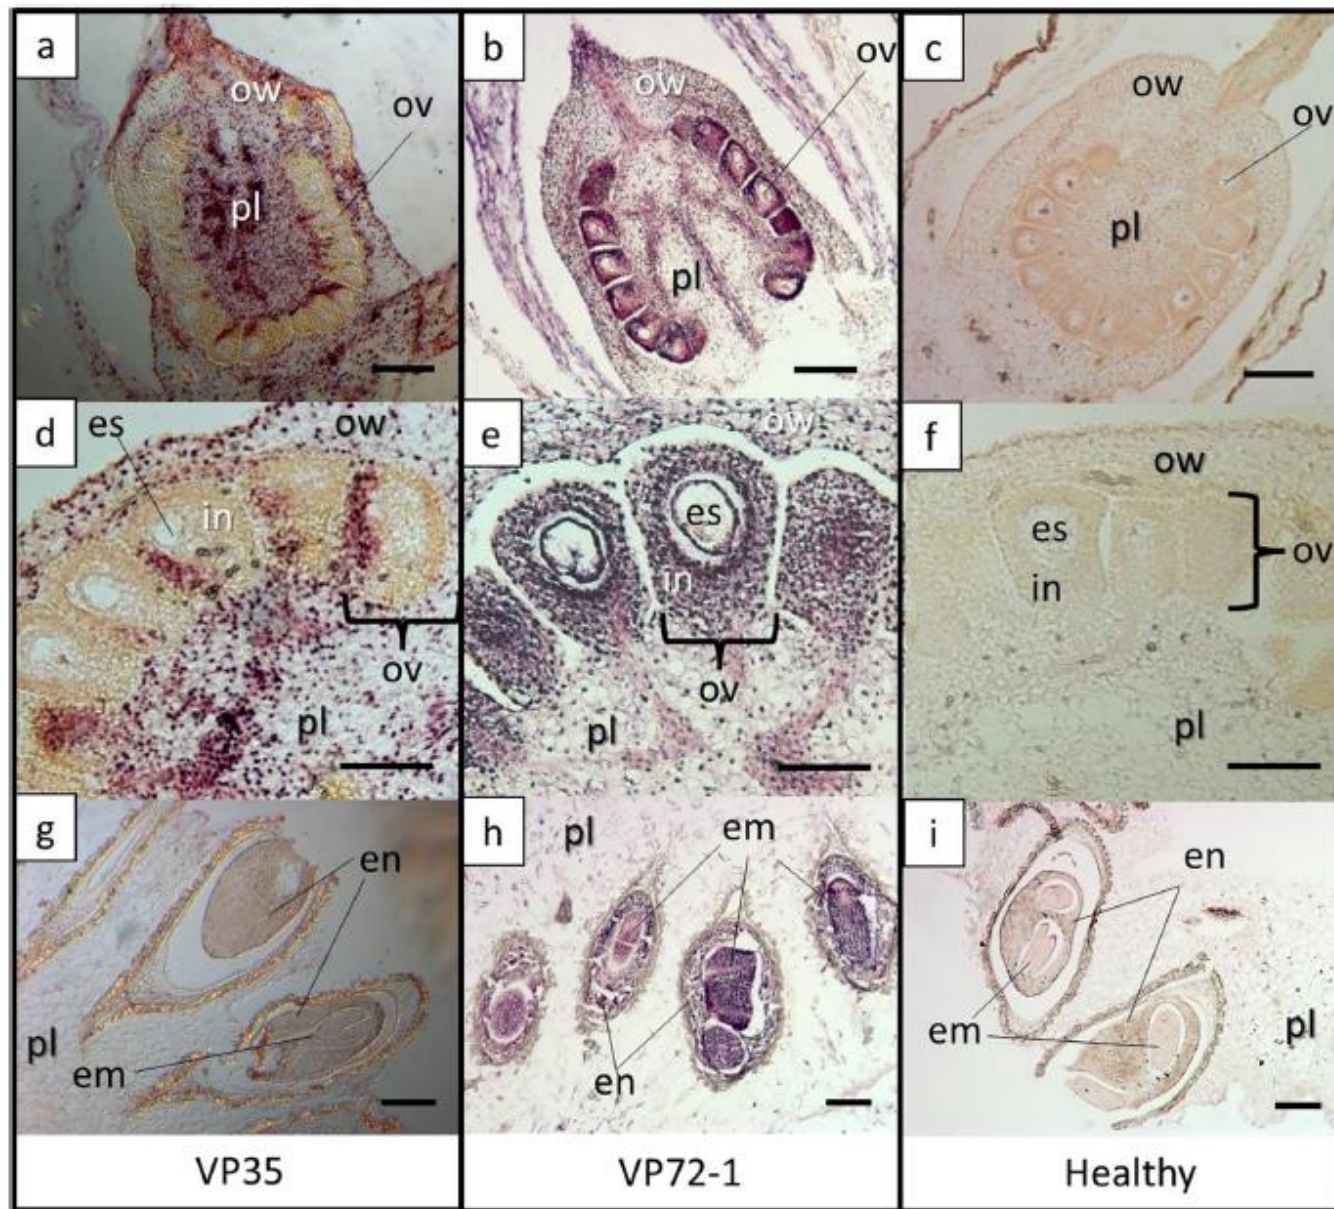 a
ow
ov
pl
b
ow
ov
pl
c
ow
ov
pl
d
es
ow
in
ov
pl
e
ow
es
in
ov
pl
f
ow
es
in
ov
pl
g
en
pl
em
h
pl
em
en
i
en
em
pl
VP35
VP72-1
Healthy